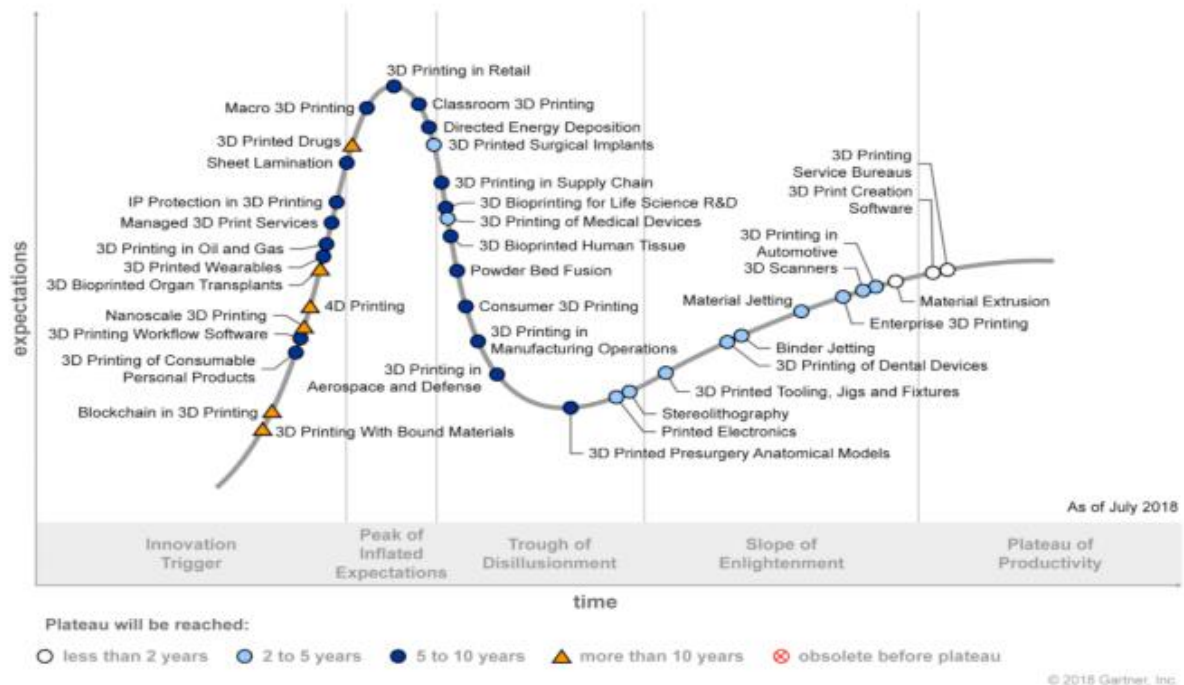 3D Printing in Retail
Macro 3D Printing
Classroom 3D Printing
Directed Energy Deposition
3D Printed Drugs
3D Printed Surgical Implants
Sheet Lamination
3D Printing in Supply Chain
IP Protection in 3D Printing
3D Bioprinting for Life Science R&D
Managed 3D Print Services
3D Printing of Medical Devices
3D Printing in Oil and Gas
3D Bioprinted Human Tissue
3D Printed Wearables
Powder Bed Fusion
3D Bioprinted Organ Transplants
4D Printing
Consumer 3D Printing
Nanoscale 3D Printing
3D Printing Workflow Software
3D Printing in
Manufacturing Operations
3D Printing of Consumable
Personal Products
3D Printing in
Aerospace and Defense
Blockchain in 3D Printing
3D Printing With Bound Materials
3D Printing
Service Bureaus
3D Print Creation
Software
3D Printing in
Automotive
3D Scanners
Material Jetting
Material Extrusion
Enterprise 3D Printing
Binder Jetting
3D Printing of Dental Devices
3D Printed Tooling, Jigs and Fixtures
Stereolithography
Printed Electronics
3D Printed Presurgery Anatomical Models
expectations
As of July 2018
Innovation
Trigger
Peak of
Inflated
Expectations
Trough of
Disillusionment
Slope of
Enlightenment
Plateau of
Productivity
time
Plateau will be reached:
less than 2 years
2 to 5 years
5 to 10 years
more than 10 years
obsolete before plateau
© 2018 Gartner, Inc.